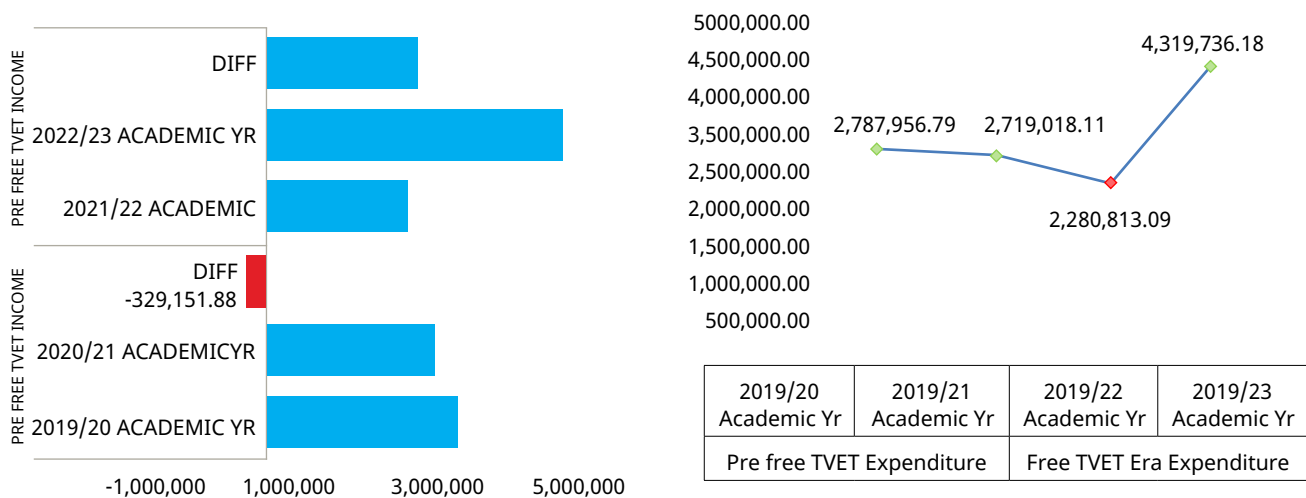 PRE FREE TVET INCOME
DIFF
2022/23 ACADEMIC YR
2021/22 ACADEMIC
PRE FREE TVET INCOME
DIFF
-329,151.88
2020/21 ACADEMICYR
2019/20 ACADEMIC YR
-1,000,000 1,000,000 3,000,000 5,000,000
5000,000.00
4,500,000.00
4,000,000.00
3,500,000.00
3,000,000.00
2,500,000.00
2,000,000.00
1,500,000.00
1,000,000.00
500,000.00
2,787,956.79
2,719,018.11
2,280,813.09
4,319,736.18
2019/20 Academic Yr
2019/21 Academic Yr
2019/22 Academic Yr
2019/23 Academic Yr
Pre free TVET Expenditure
Free TVET Era Expenditure